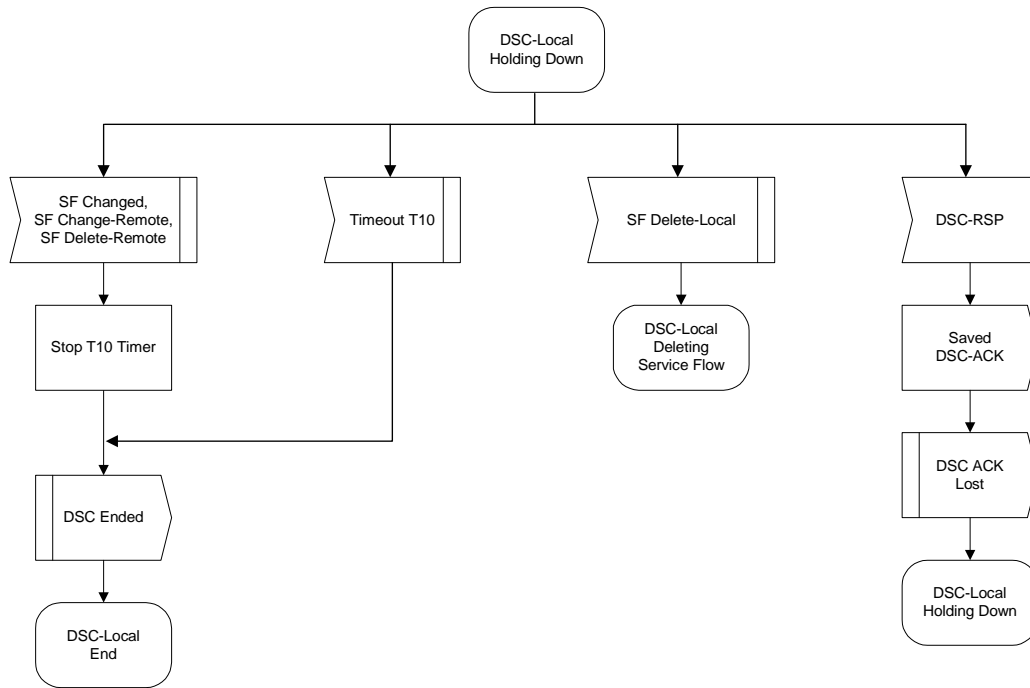 DSC-Local
Holding Down
SF Changed,
SF Change-Remote,
SF Delete-Remote
Timeout T10
SF Delete-Local
DSC-RSP
Stop T10 Timer
DSC-Local
Deleting
Service Flow
Saved
DSC-ACK
DSC Ended
DSC ACK
Lost
DSC-Local
End
DSC-Local
Holding Down